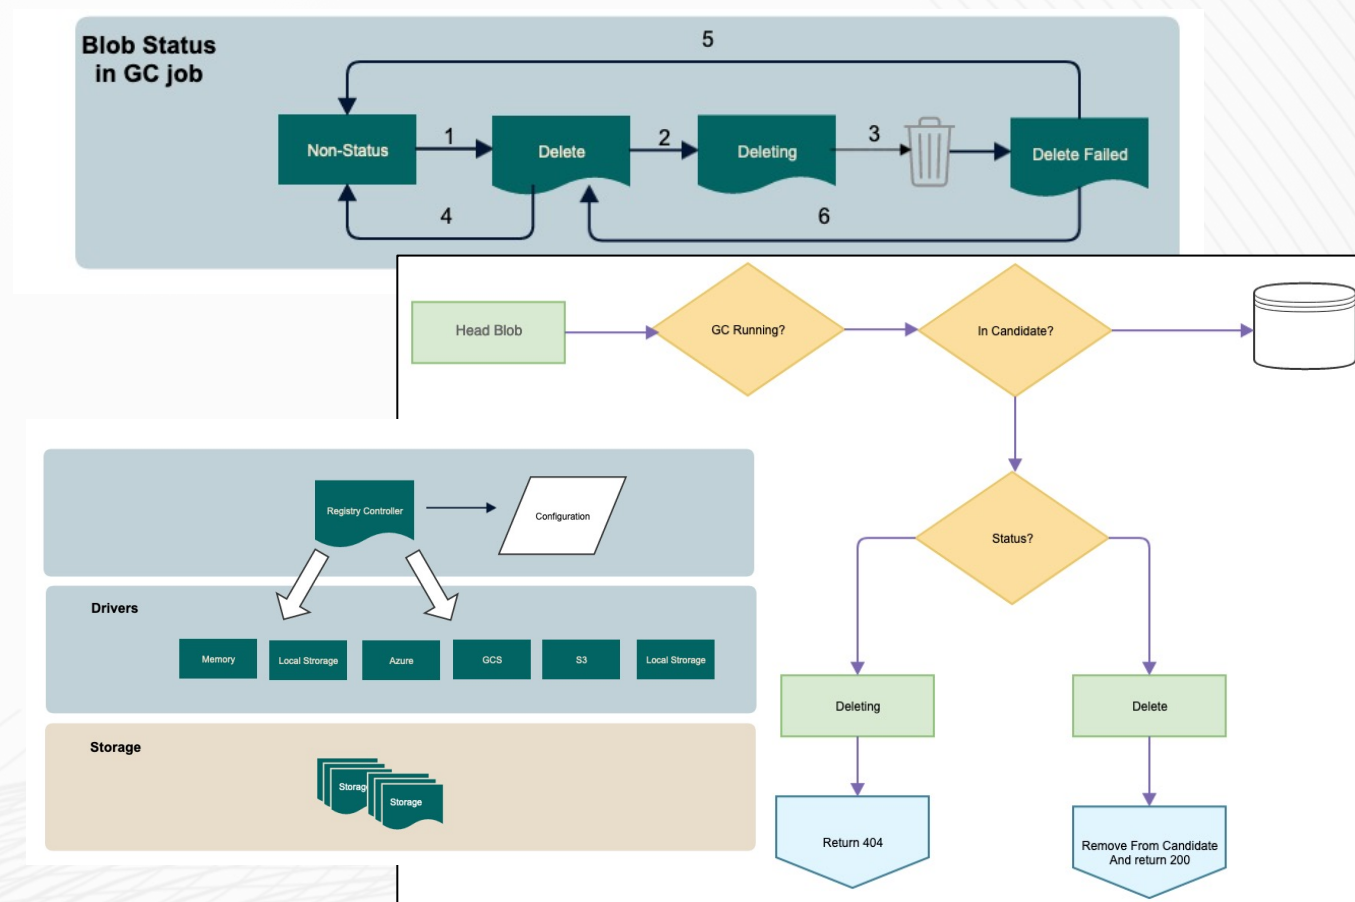 Blob Status
in GC job
5
Non-Status
1
Delete
2
Deleting
3
Delete Failed
4
6
Head Blob
GC Running?
In Candidate?
Status?
Deleting
Delete
Return 404
Remove From Candidate
And return 200
Registry Controller
Configuration
Drivers
Memory
Local Strorage
Azure
GCS
S3
Local Strorage
Storage
Storag
Storage